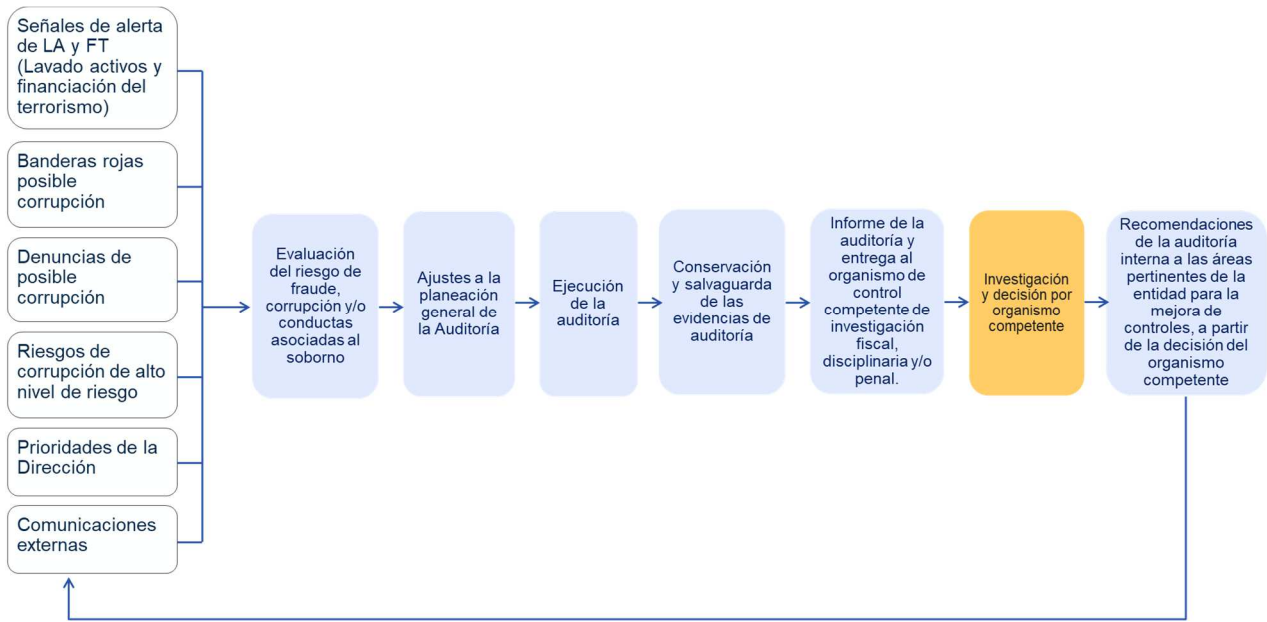 Señales de alerta
de LA y FT
(Lavado activos y
financiación del
terrorismo)
Banderas rojas
posible
corrupción
Denuncias de
posible
corrupción
Riesgos de
corrupción de alto
nivel de riesgo
Prioridades de la
Dirección
Comunicaciones
externas
Evaluación
del riesgo de
fraude,
corrupción y/o
conductas
asociadas al
soborno
Ajustes a la
planeación
general de
la Auditoría
Ejecución
de la
auditoría
Conservación
y salvaguarda
de las
evidencias de
auditoría
Informe de la
auditoría y
entrega al
organismo de
control
competente de
investigación
fiscal,
disciplinaria y/o
penal.
Investigación
y decisión por
organismo
competente
Recomendaciones
de la auditoría
interna a las áreas
pertinentes de la
entidad para la
mejora de
controles, a partir
de la decisión del
organismo
competente